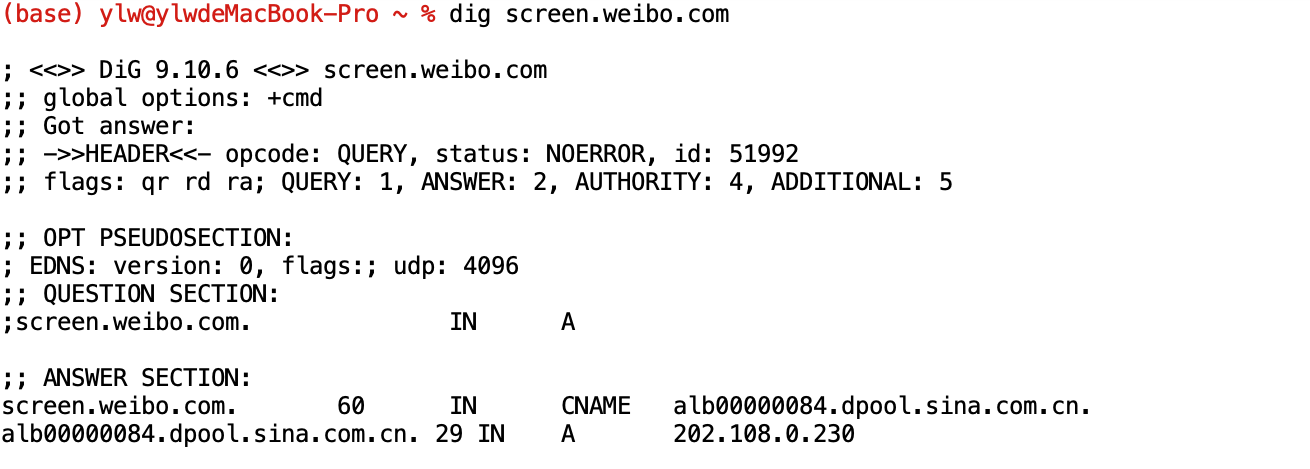 (base) ylw@ylwdeMacBook-Pro ~ % dig screen.weibo.com
; <<>> DiG 9.10.6 <<>> screen.weibo.com
;; global options: +cmd
;; Got answer:
;; ->>HEADER<<- opcode: QUERY, status: NOERROR, id: 51992
;; flags: qr rd ra; QUERY: 1, ANSWER: 2, AUTHORITY: 4, ADDITIONAL: 5
;; OPT PSEUDOSECTION:
; EDNS: version: 0, flags:; udp: 4096
;; QUESTION SECTION:
;screen.weibo.com. IN A
;; ANSWER SECTION:
screen.weibo.com. 60 IN CNAME alb00000084.dpool.sina.com.cn.
alb00000084.dpool.sina.com.cn. 29 IN A 202.108.0.230